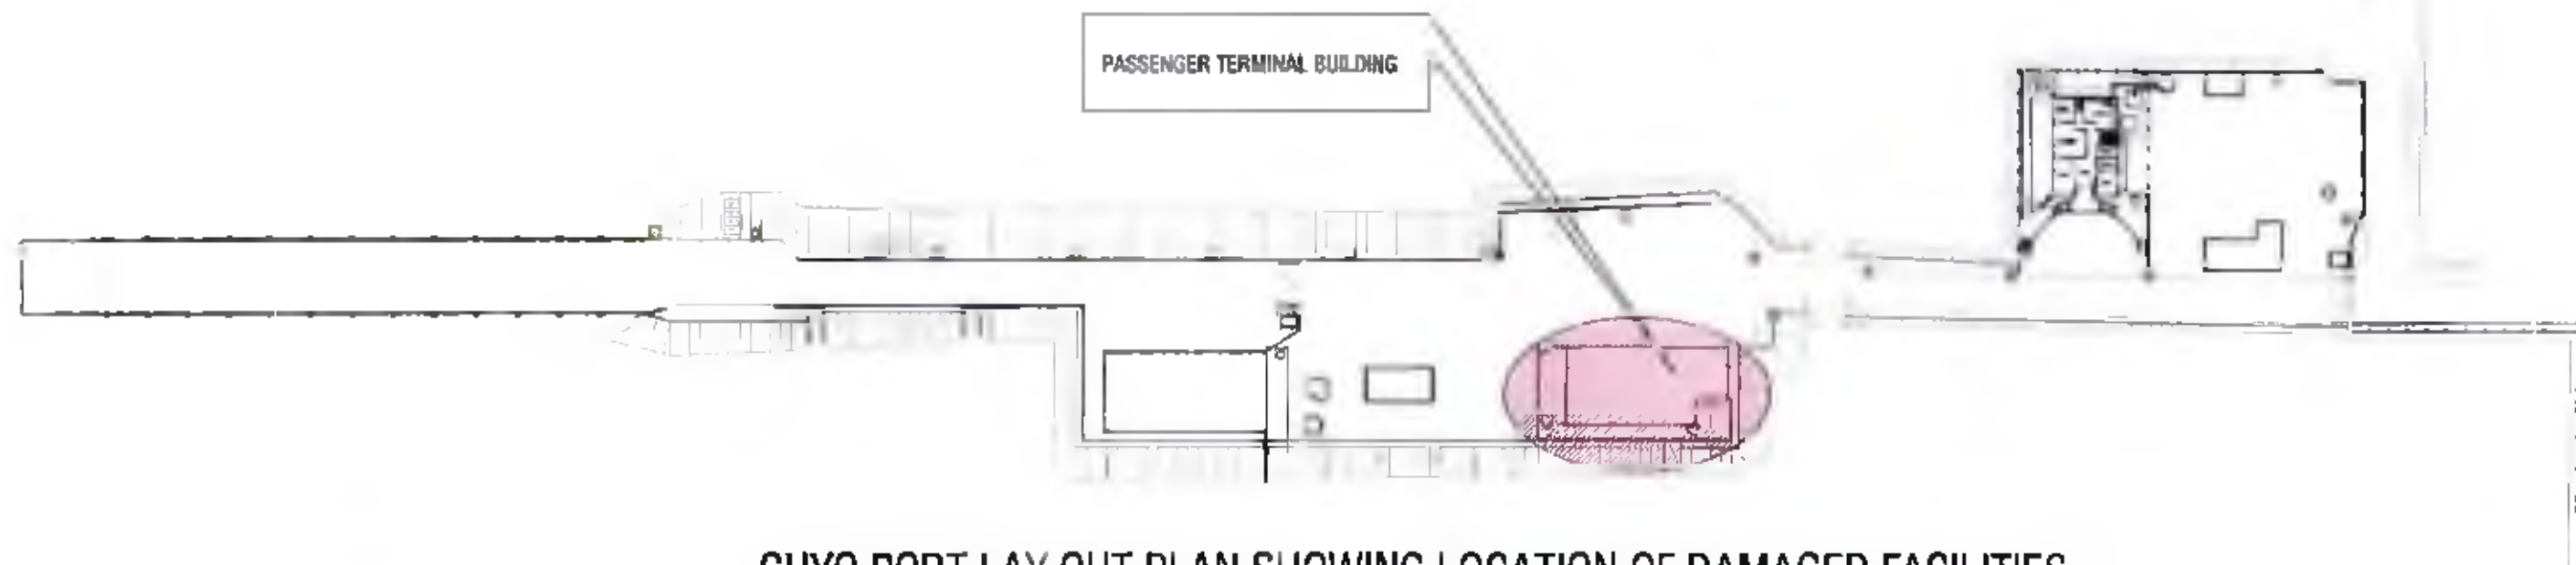 PASSENGER TERMINAL BUILDING
CUYO PORT LAY-OUT PLAN SHOWING LOCATION OF DAMAGED FACILITIES